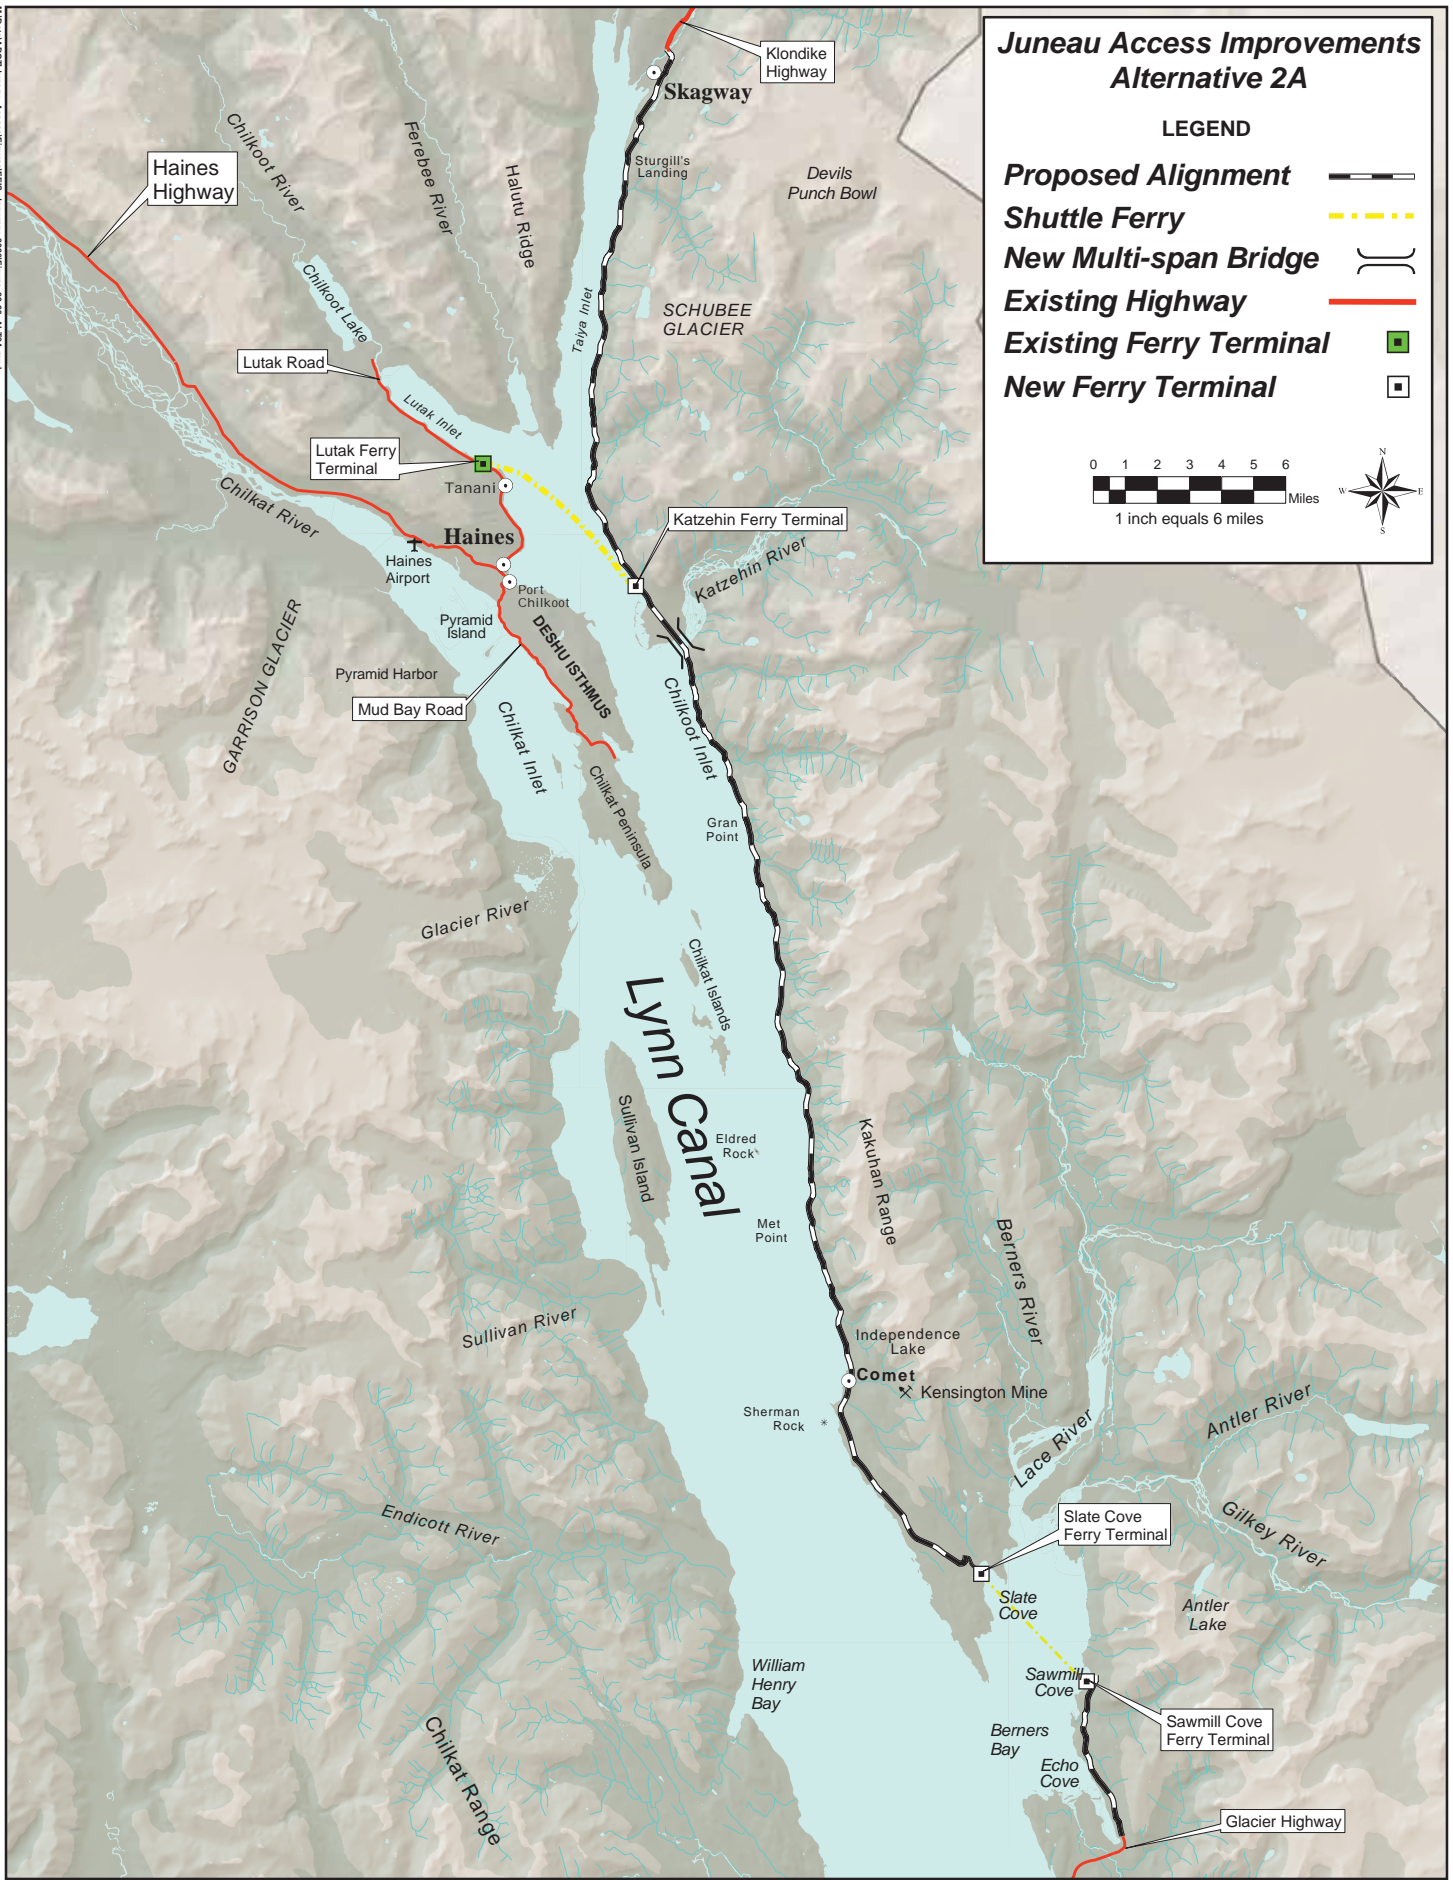 Juneau Access Improvements
Alternative 2A
LEGEND
Proposed Alignment
Shuttle Ferry
New Multi-span Bridge
Existing Highway
Existing Ferry Terminal
New Ferry Terminal
0 1 2 3 4 5 6
Miles
1 inch equals 6 miles
N
W
E
S
Klondike
Highway
Skagway
Sturgill's
Landing
Devils
Punch Bowl
Haines
Highway
Chilkoot River
Ferebee River
Halutu Ridge
Chilkoot Lake
Taiya Inlet
SCHUBEE
GLACIER
Lutak Road
Lutak Inlet
Lutak Ferry
Terminal
Tanani
Chilkat River
Haines
Haines
Airport
Port
Chilkoot
Katzehin Ferry Terminal
Katzehin River
GARRISON GLACIER
Pyramid
Island
DESHU ISTHMUS
Pyramid Harbor
Mud Bay Road
Chilkat Inlet
Chilkoot Inlet
Chilkat Peninsula
Gran
Point
Glacier River
Chilkat Islands
Lynn Canal
Sullivan Island
Eldred
Rock
Kakuhan Range
Met
Point
Berners River
Sullivan River
Independence
Lake
Comet
Kensington Mine
Sherman
Rock
Lace River
Antler River
Endicott River
Slate Cove
Ferry Terminal
Gilkey River
Slate
Cove
Antler
Lake
William
Henry
Bay
Sawmill
Cove
Sawmill Cove
Ferry Terminal
Berners
Bay
Echo
Cove
Chilkat Range
Glacier Highway